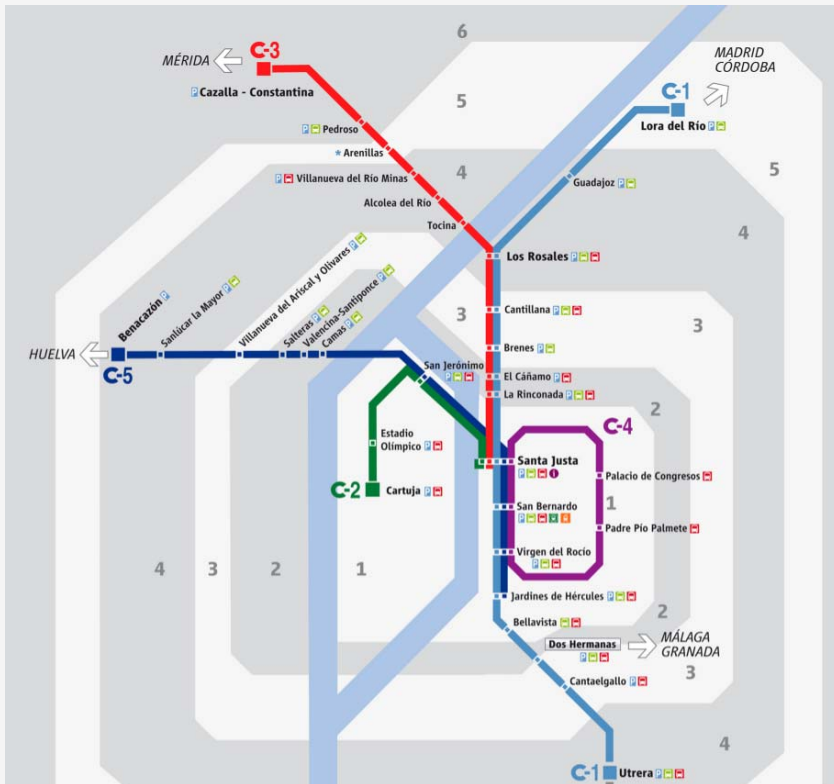 6
MÉRIDA
C-3
MADRID
CÓRDOBA
C-1
P Cazalla - Constantina
5
Lora del Río P
Pedroso
P
* Arenillas
5
4
P Villanueva del Río Minas
Guadajoz P
Alcolea del Río
4
Tocina
Los Rosales P
Villanueva del Ariscal y Olivares P
Valencina-Santiponce P
Salteras P
Camas P
Sanlúcar la Mayor P
Benacazón P
Cantillana P
3
3
Brenes P
HUELVA
C-5
San Jerónimo
P
El Cáñamo P
La Rinconada P
2
C-4
Estadio
Olímpico P
Santa Justa
P i
Palacio de Congresos
C-2
Cartuja P
San Bernardo
P
1
Padre Pío Palmete
Virgen del Rocío
P
4
3
2
1
Jardines de Hércules P
2
Bellavista
Dos Hermanas
P
MÁLAGA
GRANADA
3
Cantaelgallo P
4
C-1
Utrera P